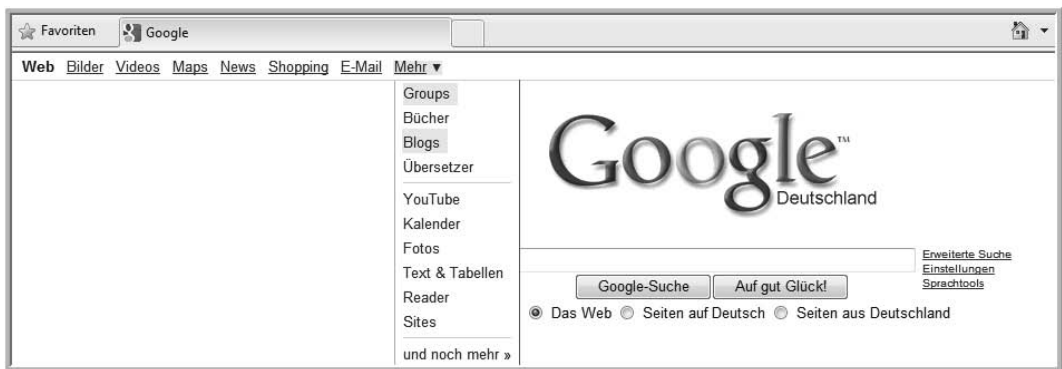 Favoriten Google
Web Bilder Videos Maps News Shopping E-Mail Mehr ▼
Groups
Bücher
Blogs
Übersetzer
YouTube
Kalender
Fotos
Text & Tabellen
Reader
Sites
und noch mehr »
Google™
Deutschland
Erweiterte Suche
Einstellungen
Sprachtools
Google-Suche Auf gut Glück!
Das Web Seiten auf Deutsch Seiten aus Deutschland